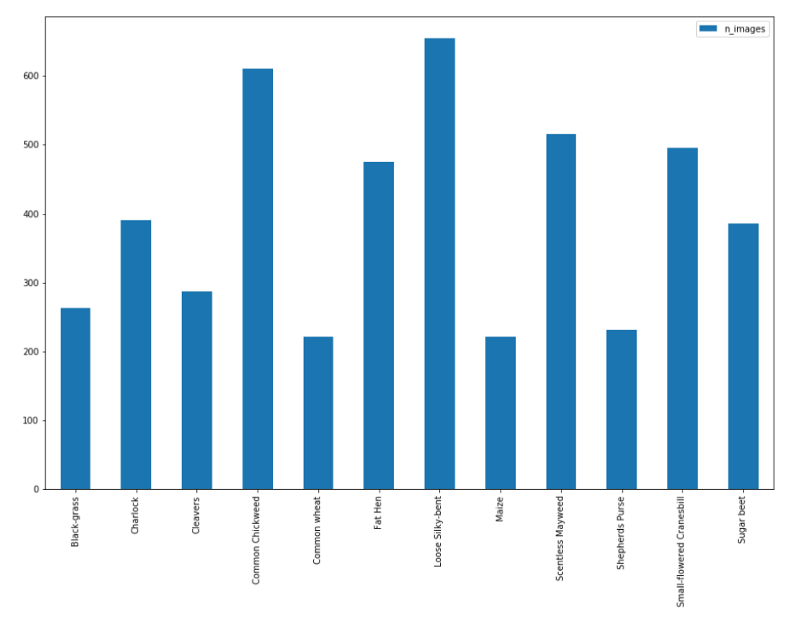 n_images
600
500
400
300
200
100
0
Black-grass
Charlock
Cleavers
Common Chickweed
Common wheat
Fat Hen
Loose Silky-bent
Maize
Scentless Mayweed
Shepherds Purse
Small-flowered Cranesbill
Sugar beet